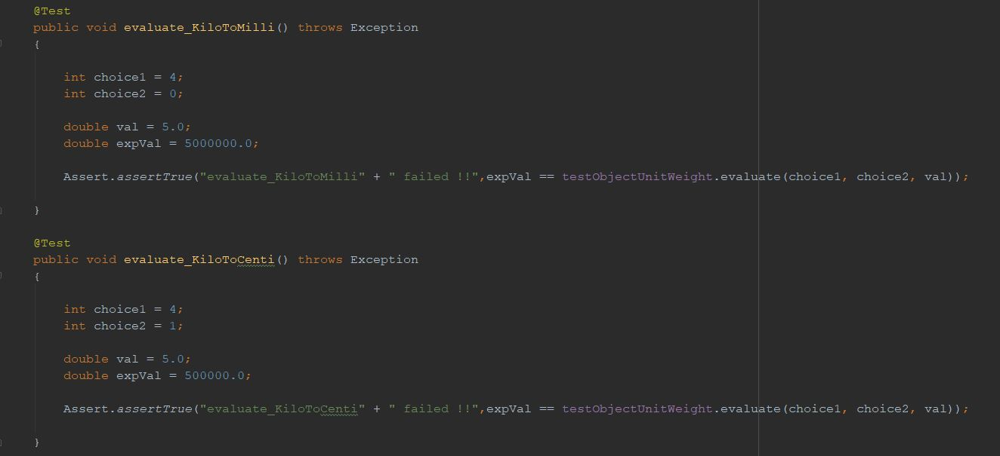 @Test
public void evaluate_KiloToMilli() throws Exception
{
int choice1 = 4;
int choice2 = 0;
double val = 5.0;
double expVal = 5000000.0;
Assert.assertTrue("evaluate_KiloToMilli" + " failed !!",expVal == testObjectUnitWeight.evaluate(choice1, choice2, val));
}
@Test
public void evaluate_KiloToCenti() throws Exception
{
int choice1 = 4;
int choice2 = 1;
double val = 5.0;
double expVal = 500000.0;
Assert.assertTrue("evaluate_KiloToCenti" + " failed !!",expVal == testObjectUnitWeight.evaluate(choice1, choice2, val));
}